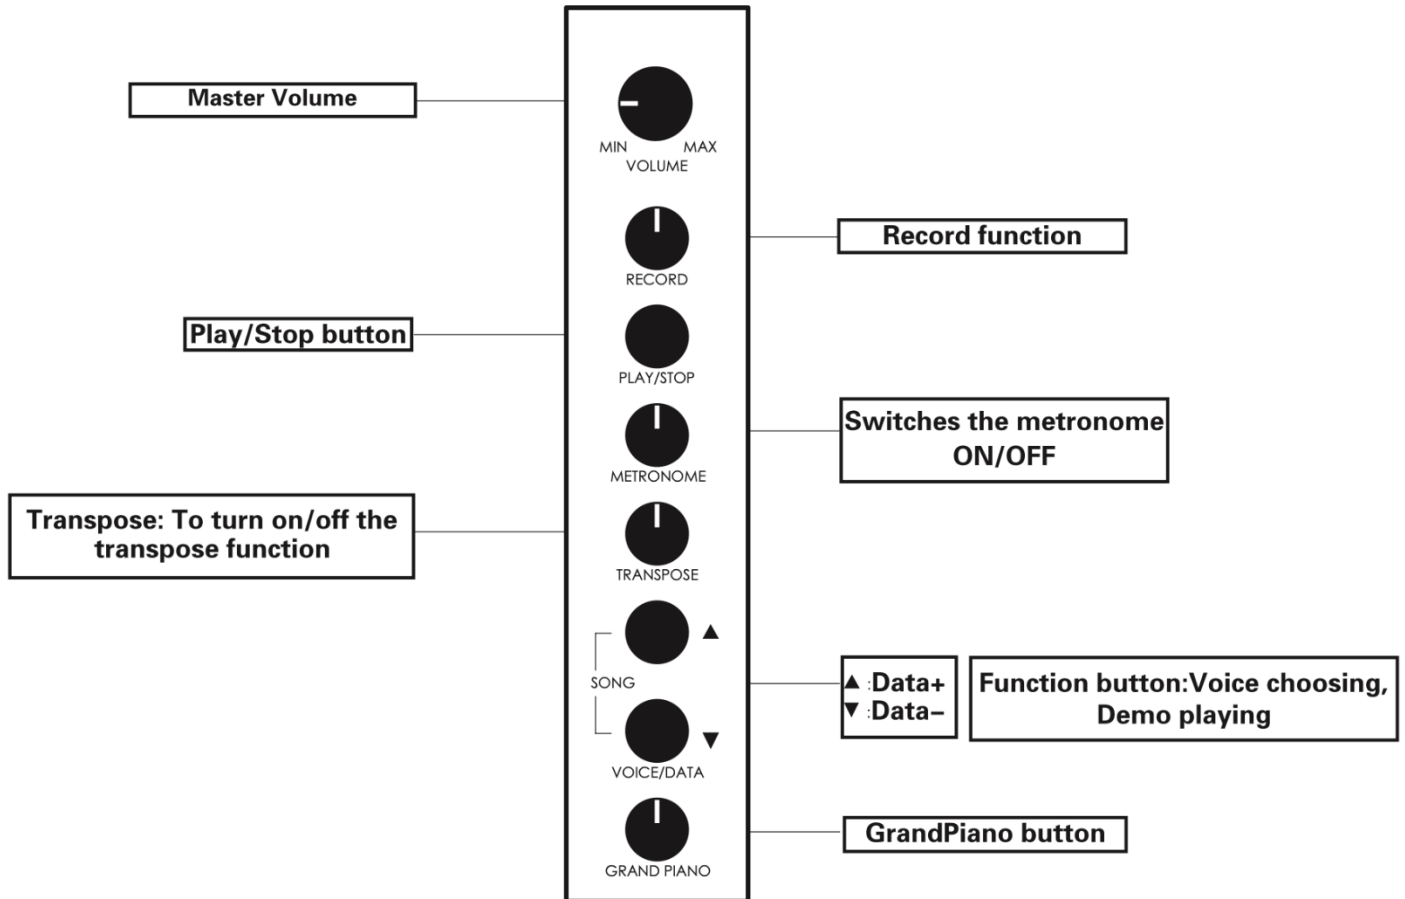 Master Volume
MIN MAX
VOLUME
RECORD
Record function
Play/Stop button
PLAY/STOP
METRONOME
Switches the metronome
ON/OFF
Transpose: To turn on/off the
transpose function
TRANSPOSE
▲
SONG
▼
VOICE/DATA
▲ :Data+
▼ :Data–
Function button:Voice choosing,
Demo playing
GRAND PIANO
GrandPiano button